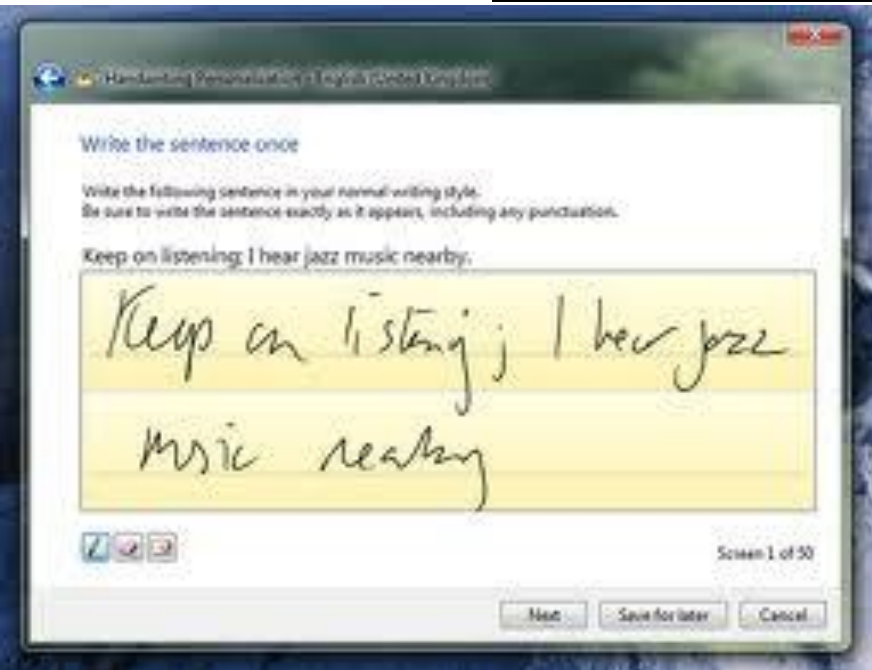 Handwriting Personalisation - English (United Kingdom)
Write the sentence once
Write the following sentence in your normal writing style.
Be sure to write the sentence exactly as it appears, including any punctuation.
Keep on listening; I hear jazz music nearby.
Keep on listening; I hear jazz
music nearby
Screen 1 of 50
Next Save for later Cancel